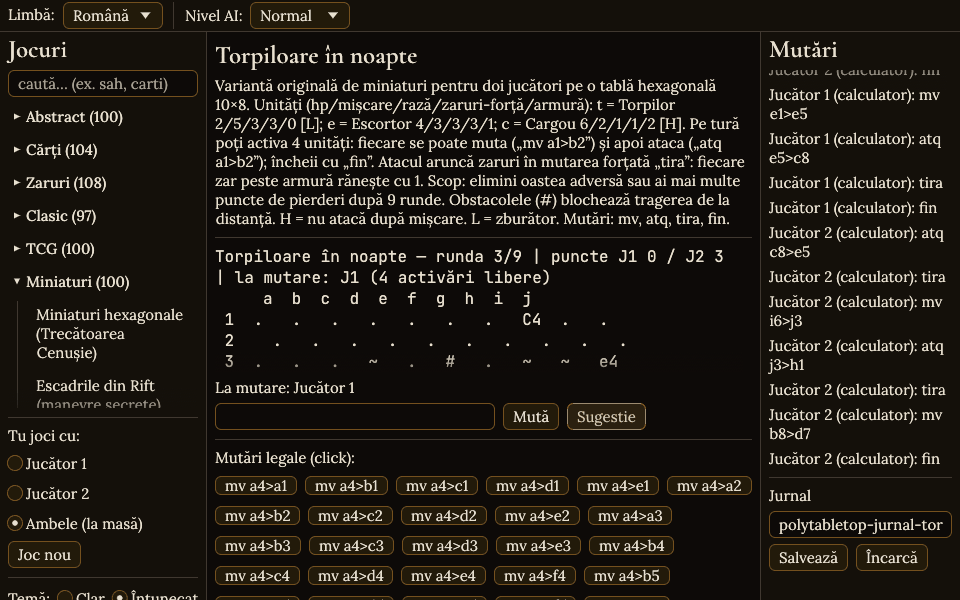 Limbă: Română ▼ Nivel AI: Normal ▼
Jocuri
caută... (ex. sah, carti)
▸ Abstract (100)
▸ Cărți (104)
▸ Zaruri (108)
▸ Clasic (97)
▸ TCG (100)
▾ Miniaturi (100)
Miniaturi hexagonale
(Trecătoarea
Cenușie)
Escadrile din Rift
(manevre secrete)
Tu joci cu:
Jucător 1
Jucător 2
Ambele (la masă)
Joc nou
Temă: Clar Întunecat
Torpiloare în noapte
Variantă originală de miniaturi pentru doi jucători pe o tablă hexagonală
10×8. Unități (hp/mișcare/rază/zaruri-forță/armură): t = Torpilor
2/5/3/3/0 [L]; e = Escortor 4/3/3/3/1; c = Cargou 6/2/1/1/2 [H]. Pe tură
poți activa 4 unități: fiecare se poate muta („mv a1>b2”) și apoi ataca („atq
a1>b2”); încheii cu „fin”. Atacul aruncă zaruri în mutarea forțată „tira”: fiecare
zar peste armură rănește cu 1. Scop: elimini oastea adversă sau ai mai multe
puncte de pierderi după 9 runde. Obstacolele (#) blochează tragerea de la
distanță. H = nu atacă după mișcare. L = zburător. Mutări: mv, atq, tira, fin.
Torpiloare în noapte — runda 3/9 | puncte J1 0 / J2 3
| la mutare: J1 (4 activări libere)
a b c d e f g h i j
1 . . . . . . . C4 . .
2 . . . . . . . . . .
3 . . . ~ . # . ~ ~ e4
La mutare: Jucător 1
Mută Sugestie
Mutări legale (click):
mv a4>a1 mv a4>b1 mv a4>c1 mv a4>d1 mv a4>e1 mv a4>a2
mv a4>b2 mv a4>c2 mv a4>d2 mv a4>e2 mv a4>a3
mv a4>b3 mv a4>c3 mv a4>d3 mv a4>e3 mv a4>b4
mv a4>c4 mv a4>d4 mv a4>e4 mv a4>f4 mv a4>b5
Mutări
Jucător 2 (calculator): fin
Jucător 1 (calculator): mv
e1>e5
Jucător 1 (calculator): atq
e5>c8
Jucător 1 (calculator): tira
Jucător 1 (calculator): fin
Jucător 2 (calculator): atq
c8>e5
Jucător 2 (calculator): tira
Jucător 2 (calculator): mv
i6>j3
Jucător 2 (calculator): atq
j3>h1
Jucător 2 (calculator): tira
Jucător 2 (calculator): mv
b8>d7
Jucător 2 (calculator): fin
Jurnal
polytabletop-jurnal-tor
Salvează Încarcă